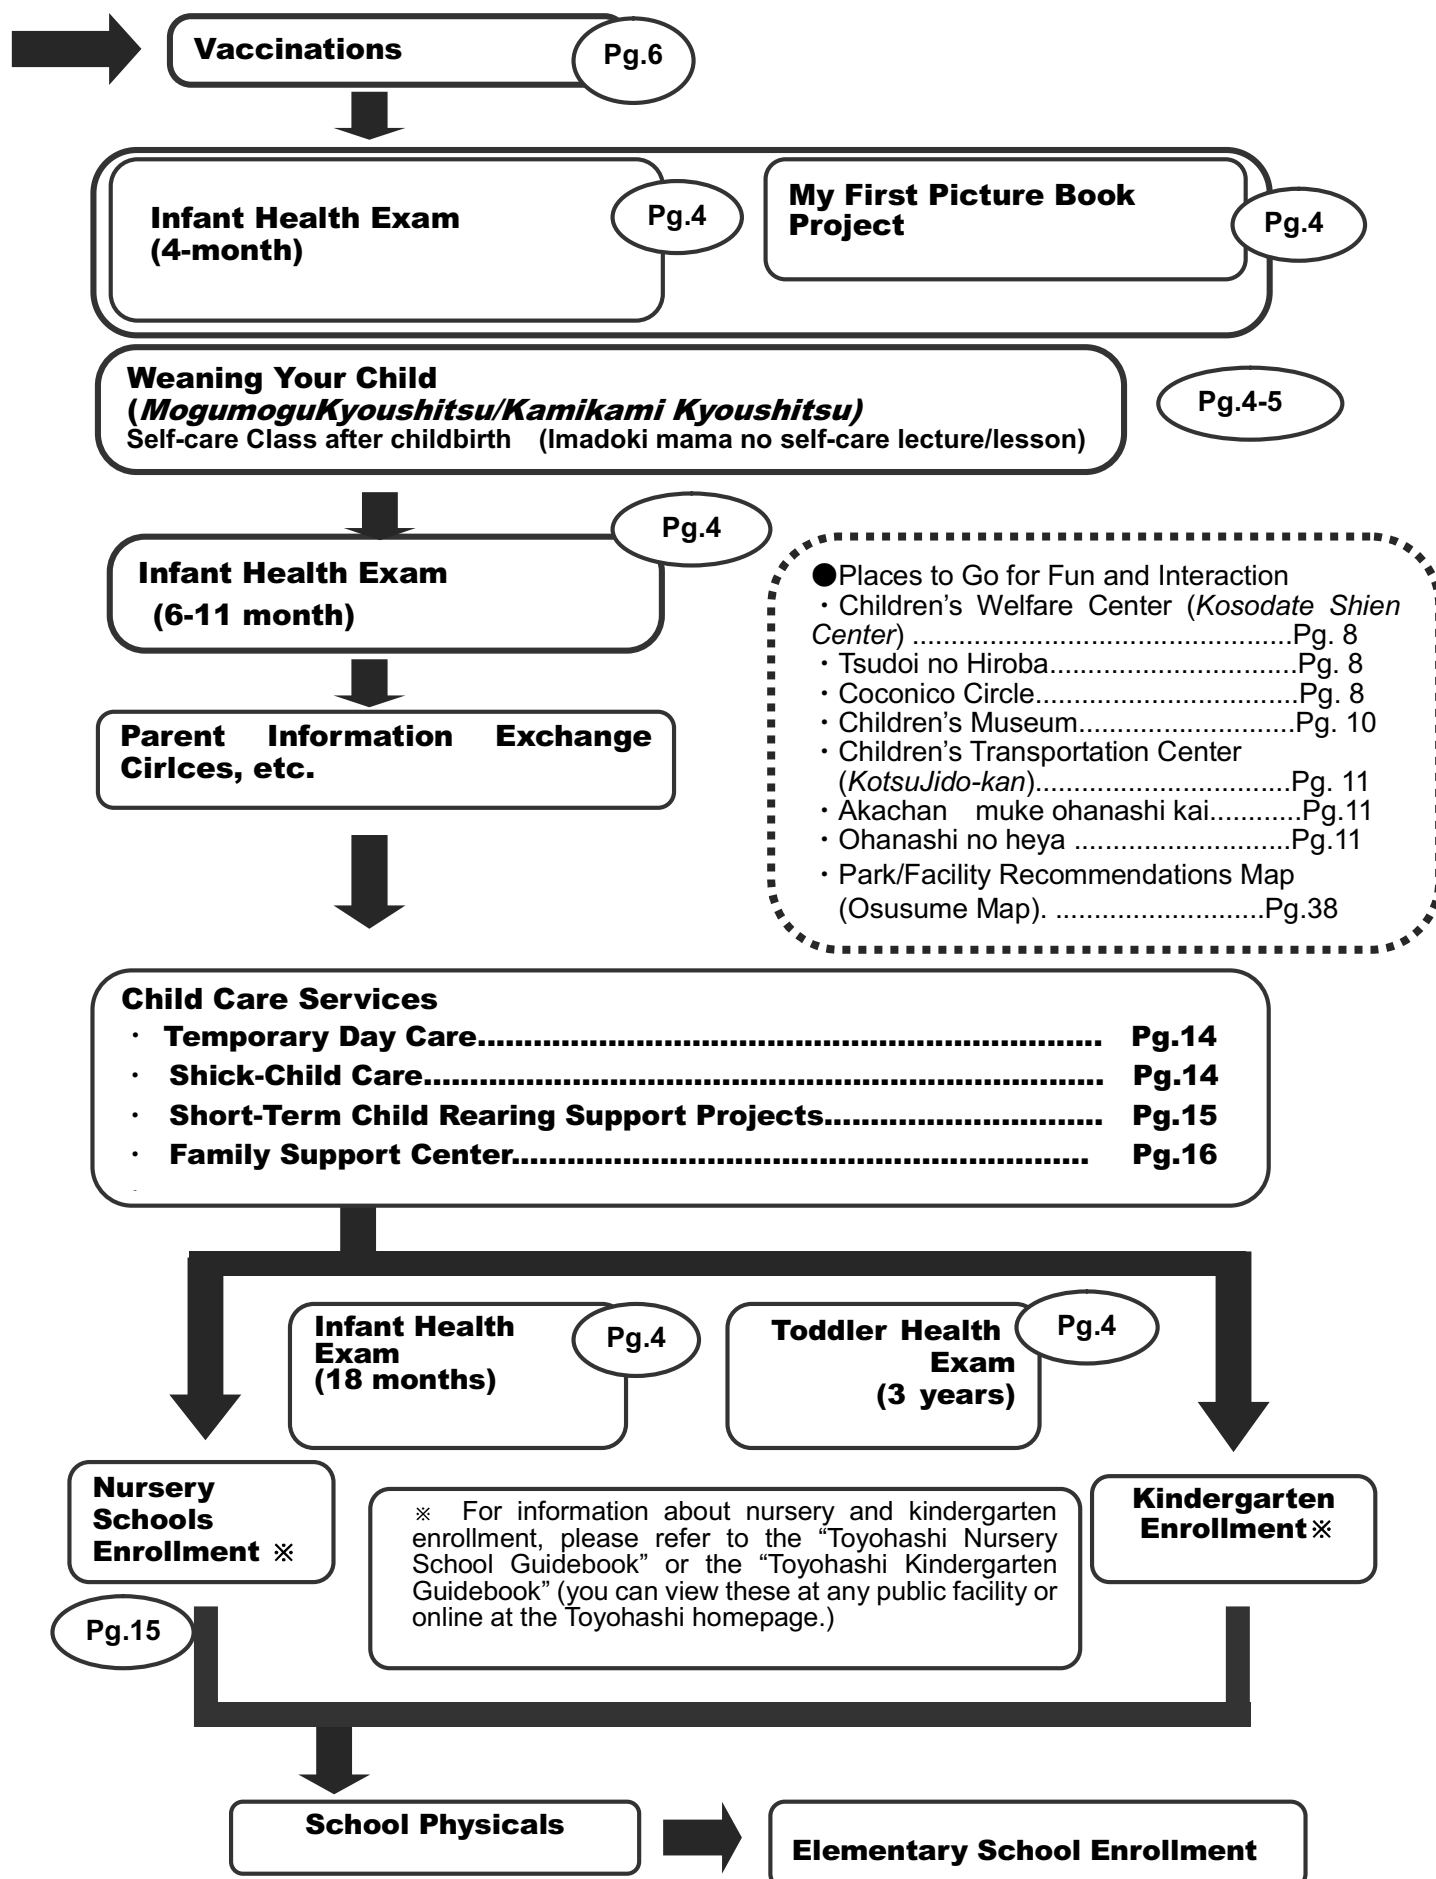 Vaccinations
Pg.6
Infant Health Exam
(4-month)
Pg.4
My First Picture Book
Project
Pg.4
Weaning Your Child
(MogumoguKyoushitsu/Kamikami Kyoushitsu)
Self-care Class after childbirth (Imadoki mama no self-care lecture/lesson)
Pg.4-5
Pg.4
Infant Health Exam
(6-11 month)
●Places to Go for Fun and Interaction
・Children's Welfare Center (Kosodate Shien
Center) .................................................Pg. 8
・Tsudoi no Hiroba................................Pg. 8
・Coconico Circle..................................Pg. 8
・Children's Museum............................Pg. 10
・Children's Transportation Center
(KotsuJido-kan).................................Pg. 11
・Akachan muke ohanashi kai............Pg.11
・Ohanashi no heya ............................Pg.11
・Park/Facility Recommendations Map
(Osusume Map). ...........................Pg.38
Parent Information Exchange
Cirlces, etc.
Child Care Services
・ Temporary Day Care................................................................... Pg.14
・ Shick-Child Care......................................................................... Pg.14
・ Short-Term Child Rearing Support Projects.............................. Pg.15
・ Family Support Center.............................................................. Pg.16
Infant Health
Exam
(18 months)
Pg.4
Toddler Health
Exam
(3 years)
Pg.4
Nursery
Schools
Enrollment ※
Pg.15
※ For information about nursery and kindergarten
enrollment, please refer to the “Toyohashi Nursery
School Guidebook” or the “Toyohashi Kindergarten
Guidebook” (you can view these at any public facility or
online at the Toyohashi homepage.)
Kindergarten
Enrollment※
School Physicals
Elementary School Enrollment